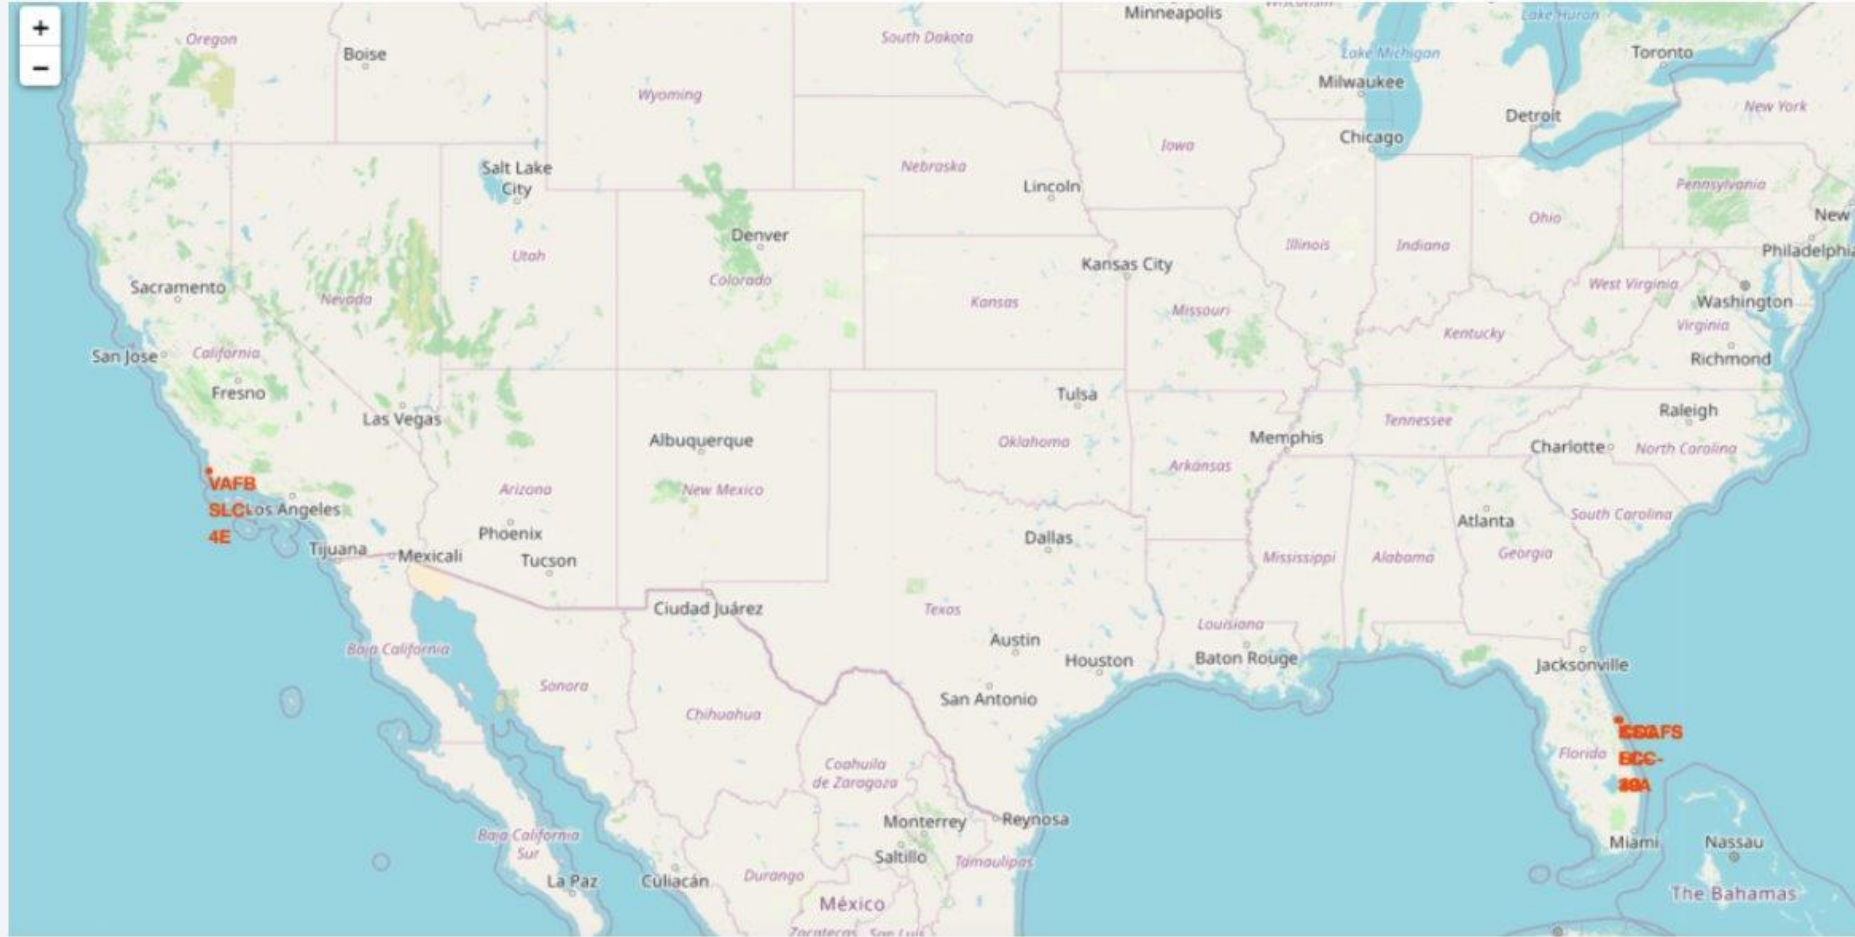 +
−
Oregon
Boise
South Dakota
Minneapolis
Wisconsin
Lake Huron
Toronto
Lake Michigan
Milwaukee
Wyoming
New York
Detroit
Chicago
Iowa
Salt Lake
City
Nebraska
Lincoln
Pennsylvania
New
Ohio
Denver
Illinois
Indiana
Philadelphia
Utah
Kansas City
Colorado
Sacramento
Nevada
Kansas
Missouri
West Virginia
Washington
Virginia
Kentucky
San Jose
California
Richmond
Fresno
Las Vegas
Tulsa
Raleigh
Tennessee
Albuquerque
Oklahoma
Memphis
Charlotte
North Carolina
Arkansas
VAFB
SLC-
4E
Los Angeles
Arizona
New Mexico
Atlanta
South Carolina
Phoenix
Dallas
Tijuana
Mexicali
Tucson
Mississippi
Alabama
Georgia
Ciudad Juárez
Texas
Louisiana
Austin
Baja California
Houston
Baton Rouge
Jacksonville
Sonora
San Antonio
Chihuahua
Florida
Coahuila
de Zaragoza
Monterrey
Reynosa
Baja California
Sur
Saltillo
Tamaulipas
Miami
Nassau
La Paz
Culiacán
Durango
The Bahamas
México
Zacatecas
San Luis